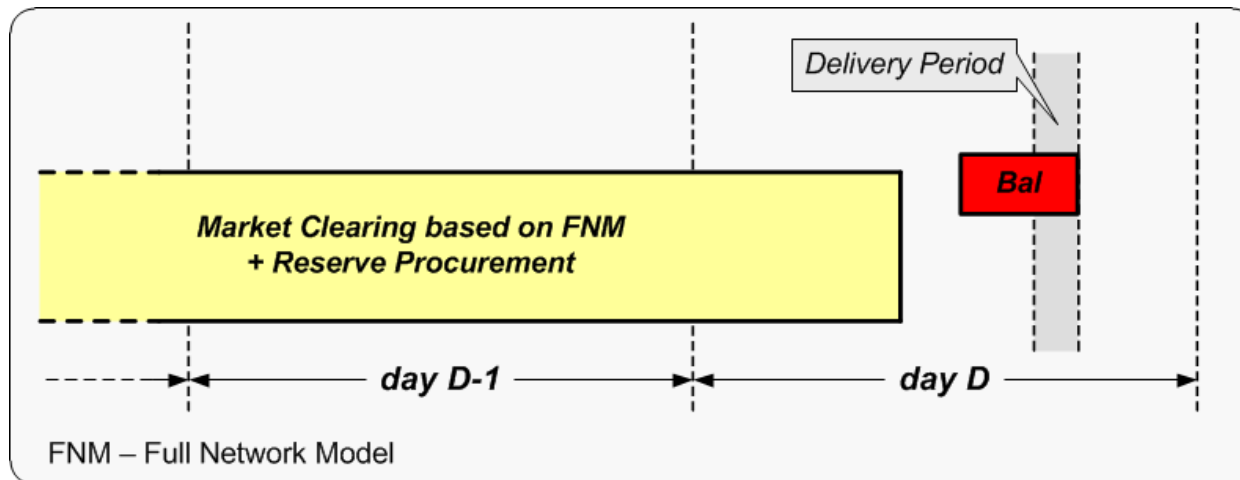 Delivery Period
Bal
Market Clearing based on FNM
+ Reserve Procurement
day D-1
day D
FNM – Full Network Model